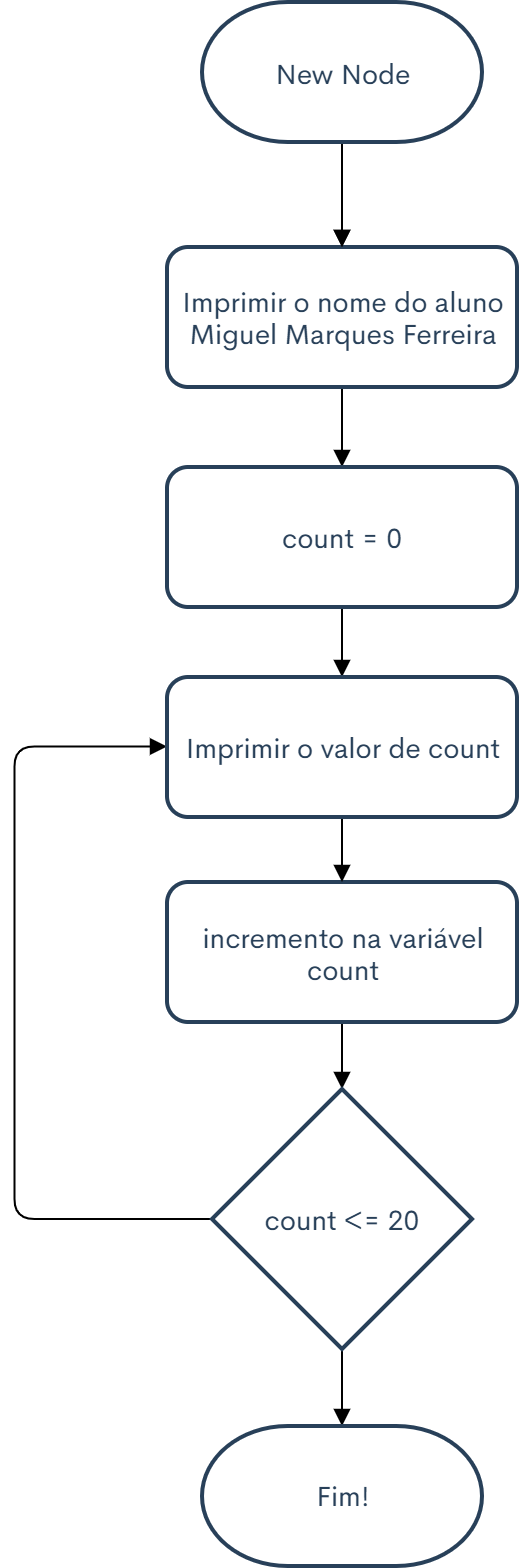 New Node
Imprimir o nome do aluno
Miguel Marques Ferreira
count = 0
Imprimir o valor de count
incremento na variável
count
count <= 20
Fim!